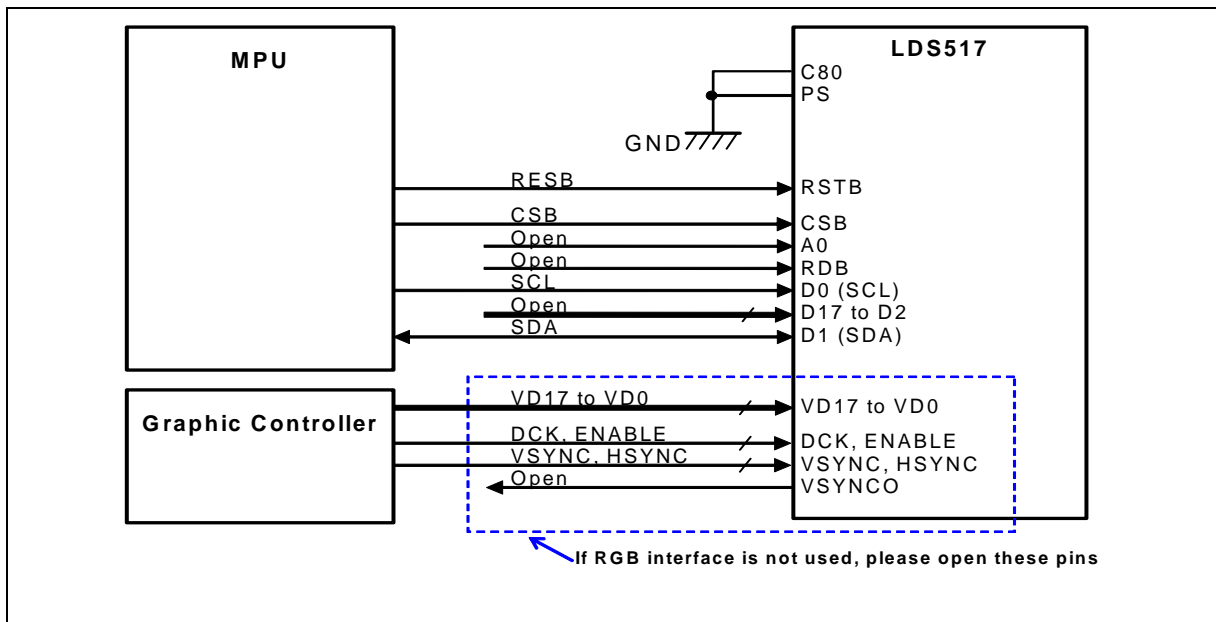 MPU
LDS517
C80
PS
GND
RESB
RSTB
CSB
CSB
Open
A0
Open
RDB
SCL
D0 (SCL)
Open
D17 to D2
SDA
D1 (SDA)
Graphic Controller
VD17 to VD0
VD17 to VD0
DCK, ENABLE
DCK, ENABLE
VSYNC, HSYNC
VSYNC, HSYNC
Open
VSYNCO
If RGB interface is not used, please open these pins